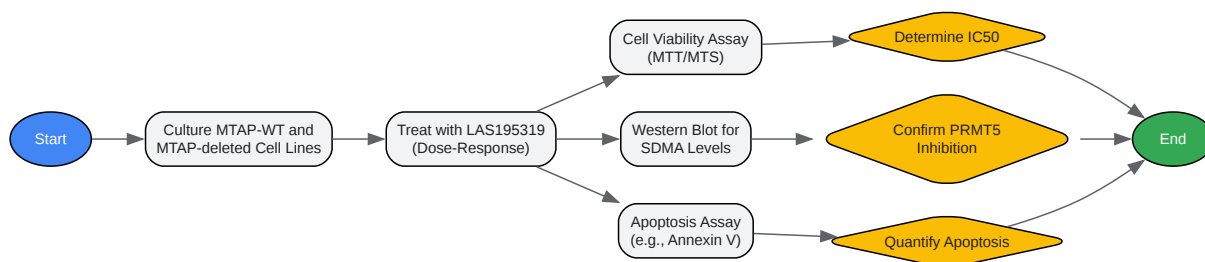 Start
Culture MTAP-WT and
MTAP-deleted Cell Lines
Treat with LAS195319
(Dose-Response)
Cell Viability Assay
(MTT/MTS)
Determine IC50
Western Blot for
SDMA Levels
Confirm PRMT5
Inhibition
Apoptosis Assay
(e.g., Annexin V)
Quantify Apoptosis
End